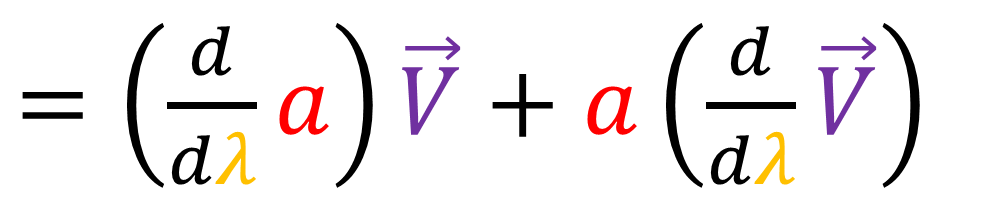 = (d/dλ a) V⃗ + a (d/dλ V⃗)